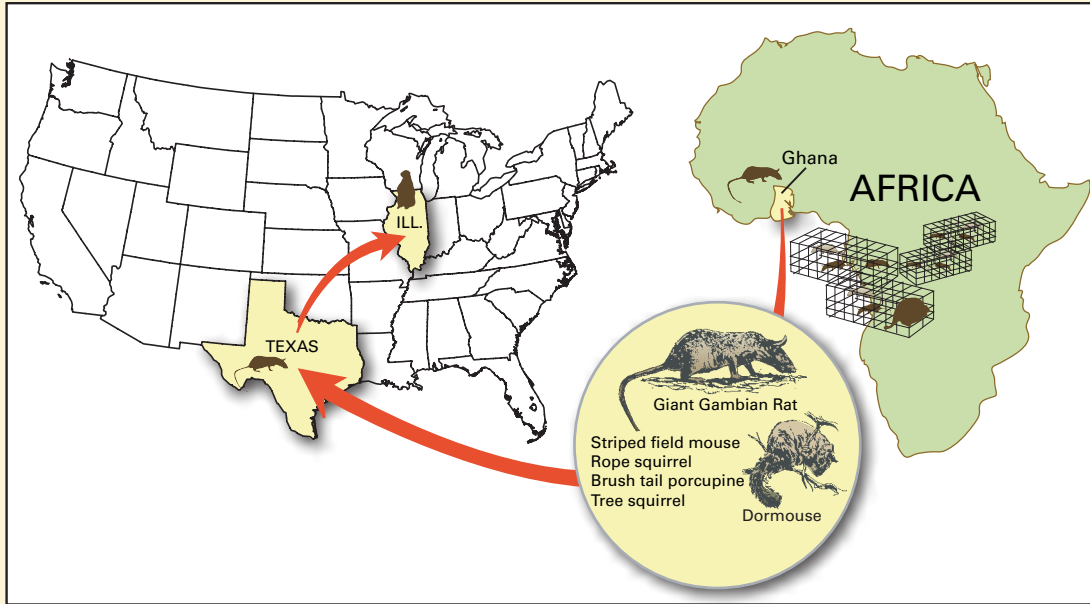 Ghana
AFRICA
ILL.
TEXAS
Giant Gambian Rat
Striped field mouse
Rope squirrel
Brush tail porcupine
Tree squirrel
Dormouse